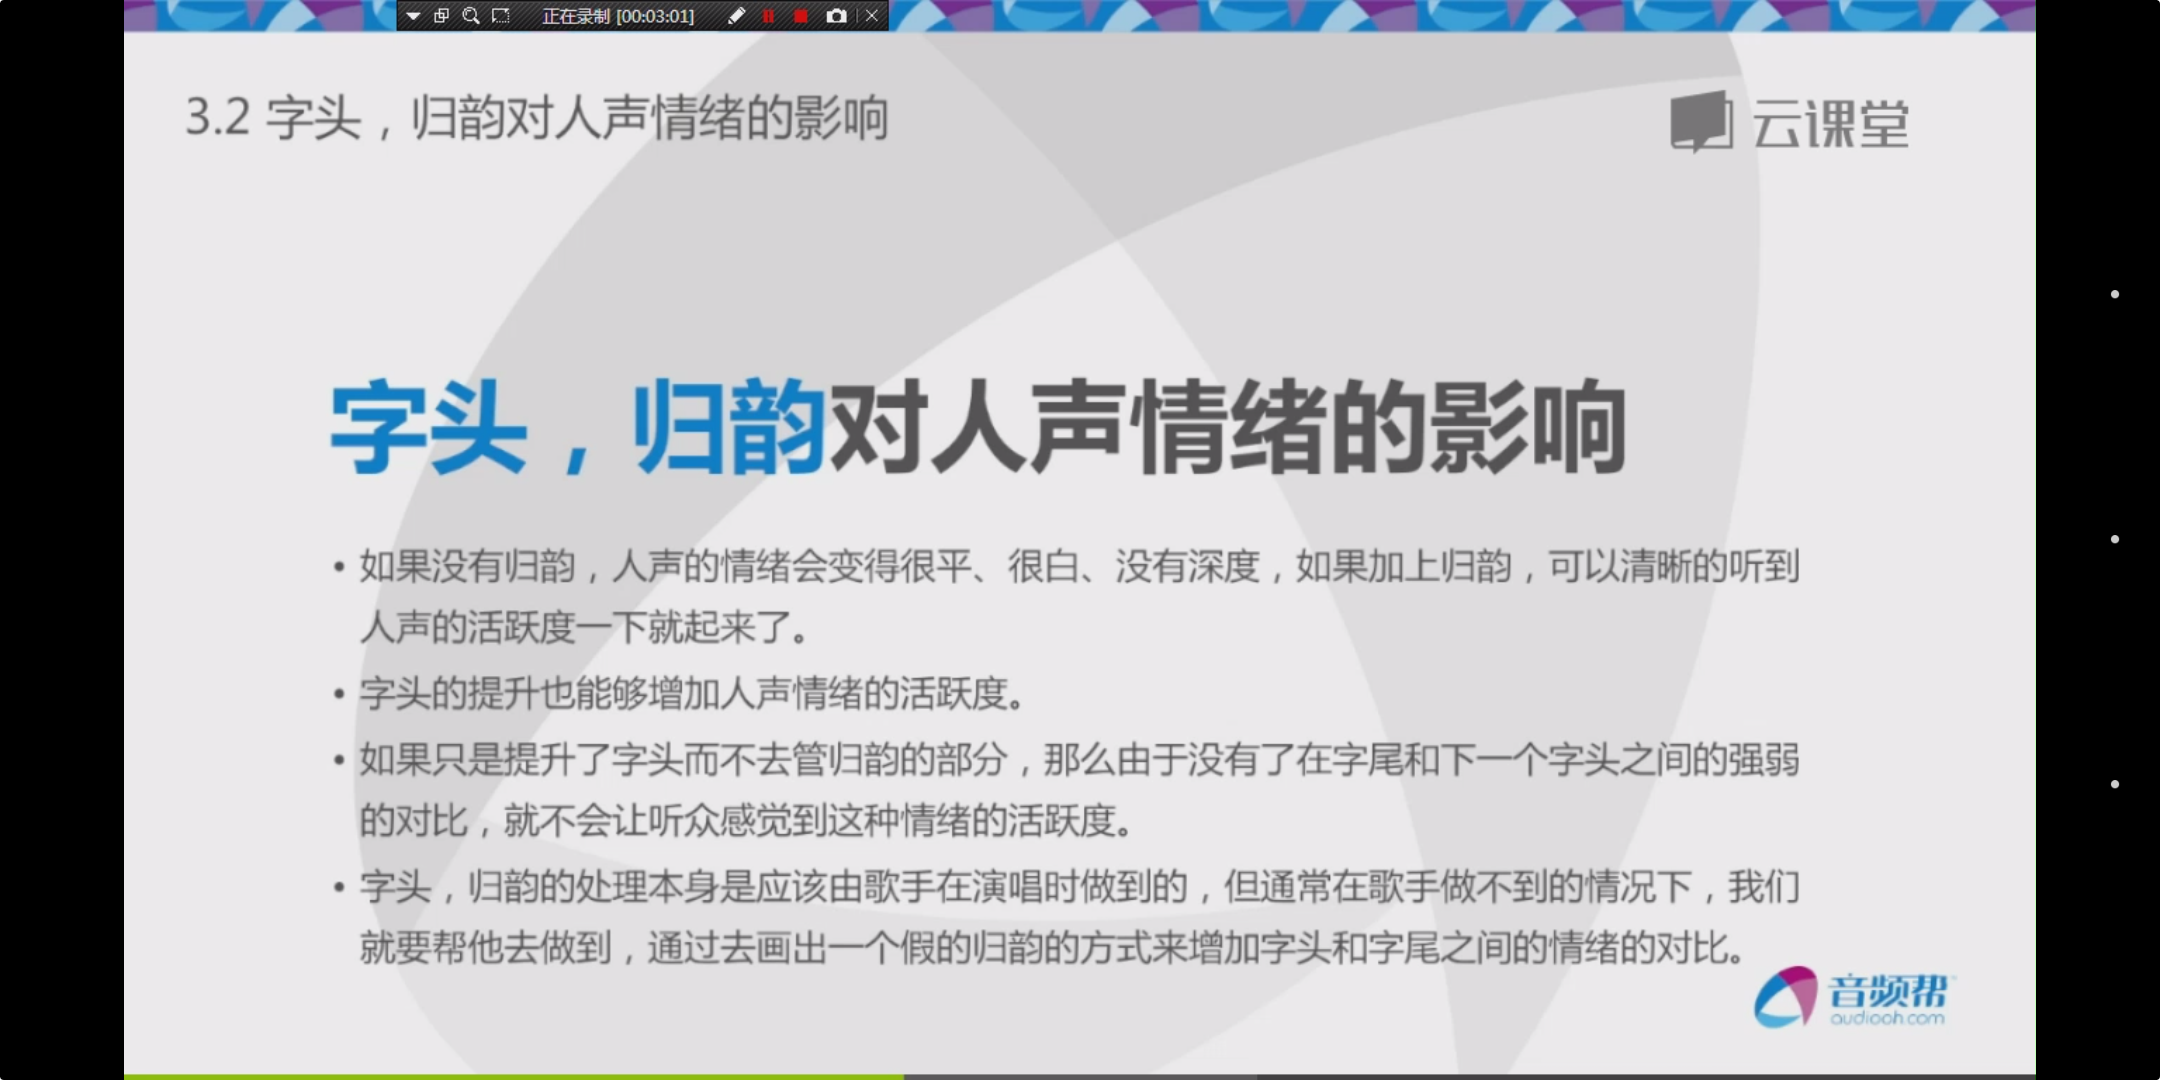 正在录制 [00:03:01]
3.2 字头，归韵对人声情绪的影响
云课堂
字头，归韵对人声情绪的影响
• 如果没有归韵，人声的情绪会变得很平、很白、没有深度，如果加上归韵，可以清晰的听到
人声的活跃度一下就起来了。
• 字头的提升也能够增加人声情绪的活跃度。
• 如果只是提升了字头而不去管归韵的部分，那么由于没有了在字尾和下一个字头之间的强弱
的对比，就不会让听众感觉到这种情绪的活跃度。
• 字头，归韵的处理本身是应该由歌手在演唱时做到的，但通常在歌手做不到的情况下，我们
就要帮他去做到，通过去画出一个假的归韵的方式来增加字头和字尾之间的情绪的对比。
音频帮
audiooh.com